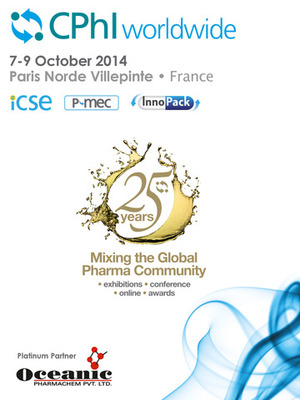 CPhI worldwide
7-9 October 2014
Paris Norde Villepinte • France
icse P-mec InnoPack
25
years
Mixing the Global
Pharma Community
• exhibitions • conference
• online • awards
Platinum Partner
Oceanic
PHARMACHEM PVT. LTD.